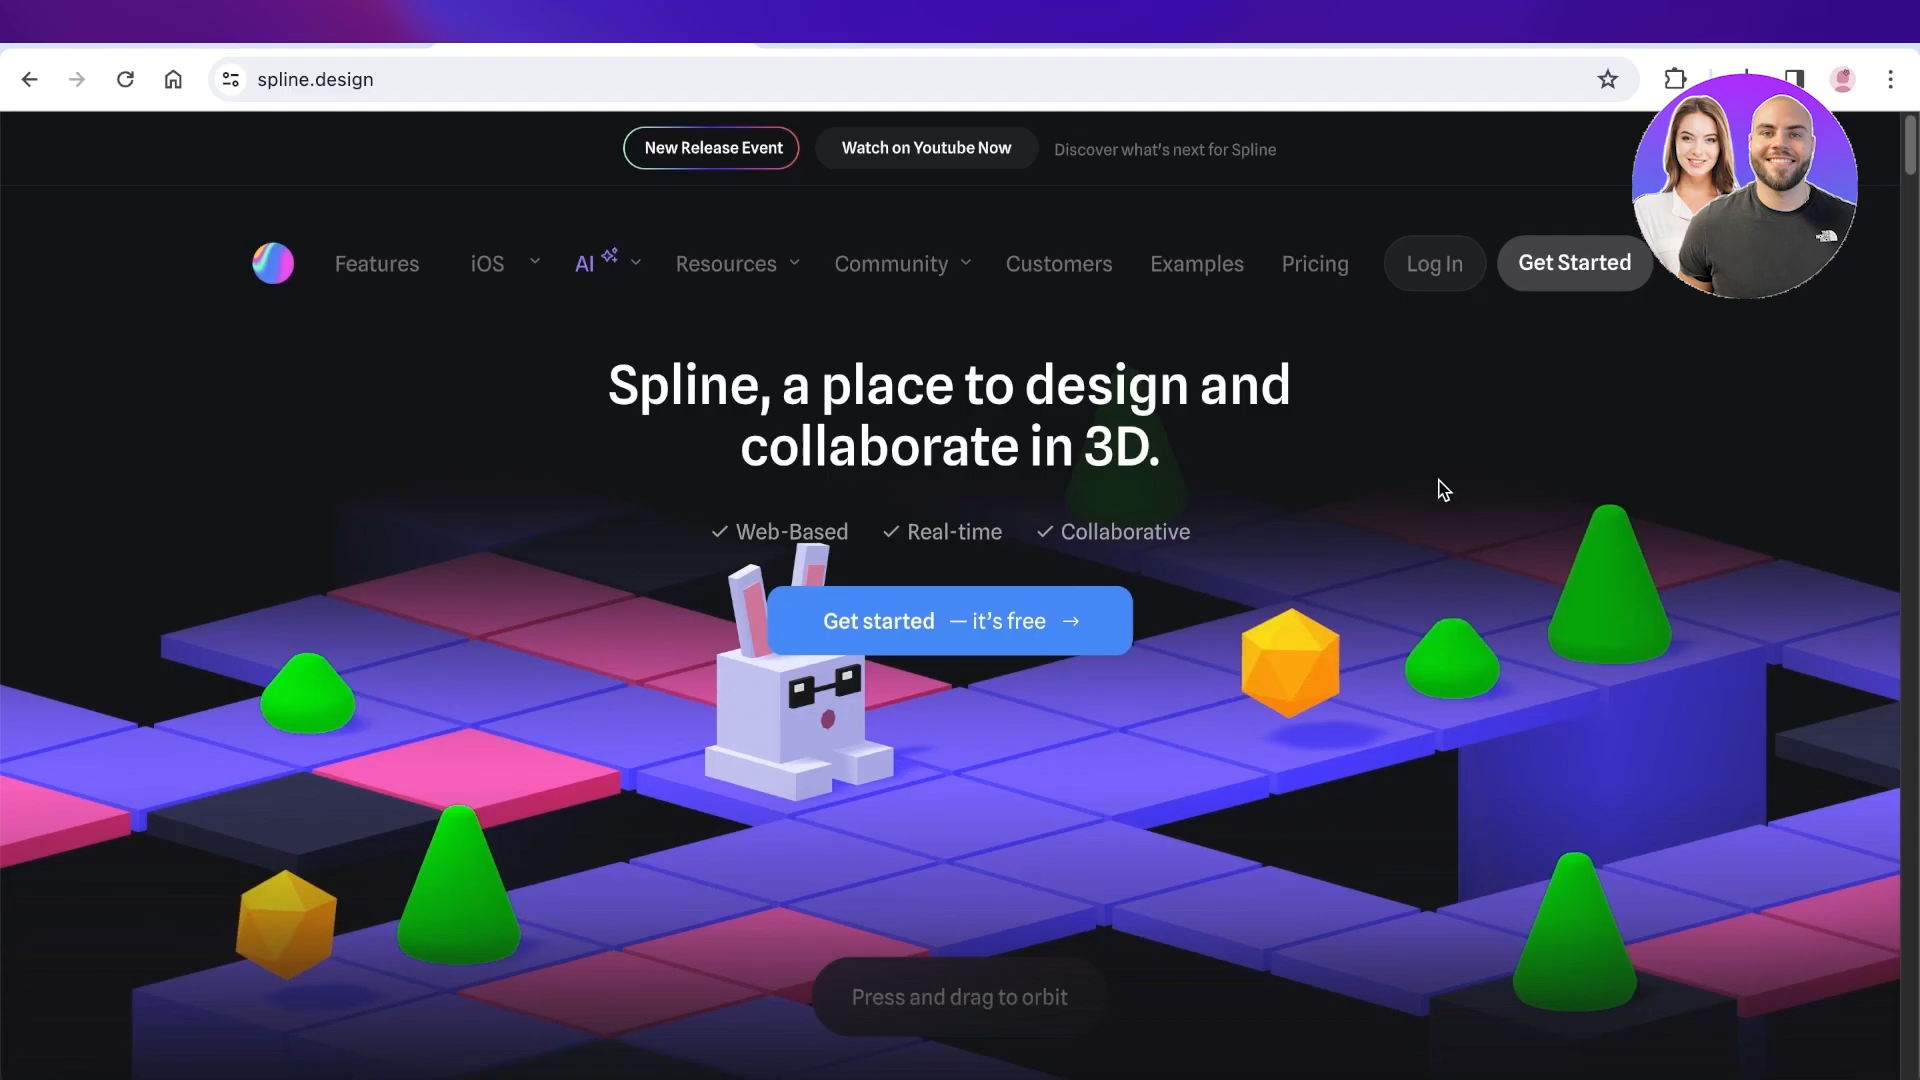 spline.design
New Release Event
Watch on Youtube Now
Discover what's next for Spline
Features
iOS
AI
Resources
Community
Customers
Examples
Pricing
Log In
Get Started
Spline, a place to design and
collaborate in 3D.
Web-Based
Real-time
Collaborative
Get started — it's free →
Press and drag to orbit